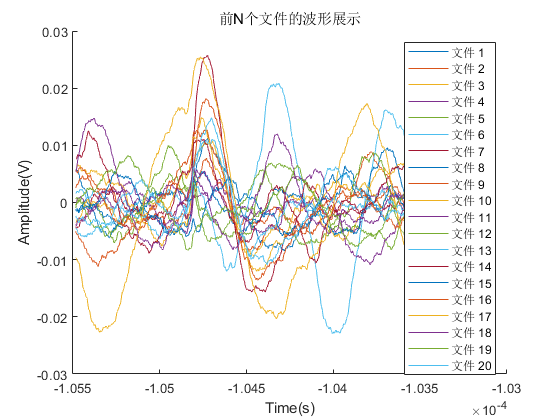 前N个文件的波形展示
0.03
0.02
0.01
0
-0.01
-0.02
-0.03
Amplitude(V)
-1.055
-1.05
-1.045
-1.04
-1.035
-1.03
Time(s)
×10⁻⁴
文件 1
文件 2
文件 3
文件 4
文件 5
文件 6
文件 7
文件 8
文件 9
文件 10
文件 11
文件 12
文件 13
文件 14
文件 15
文件 16
文件 17
文件 18
文件 19
文件 20